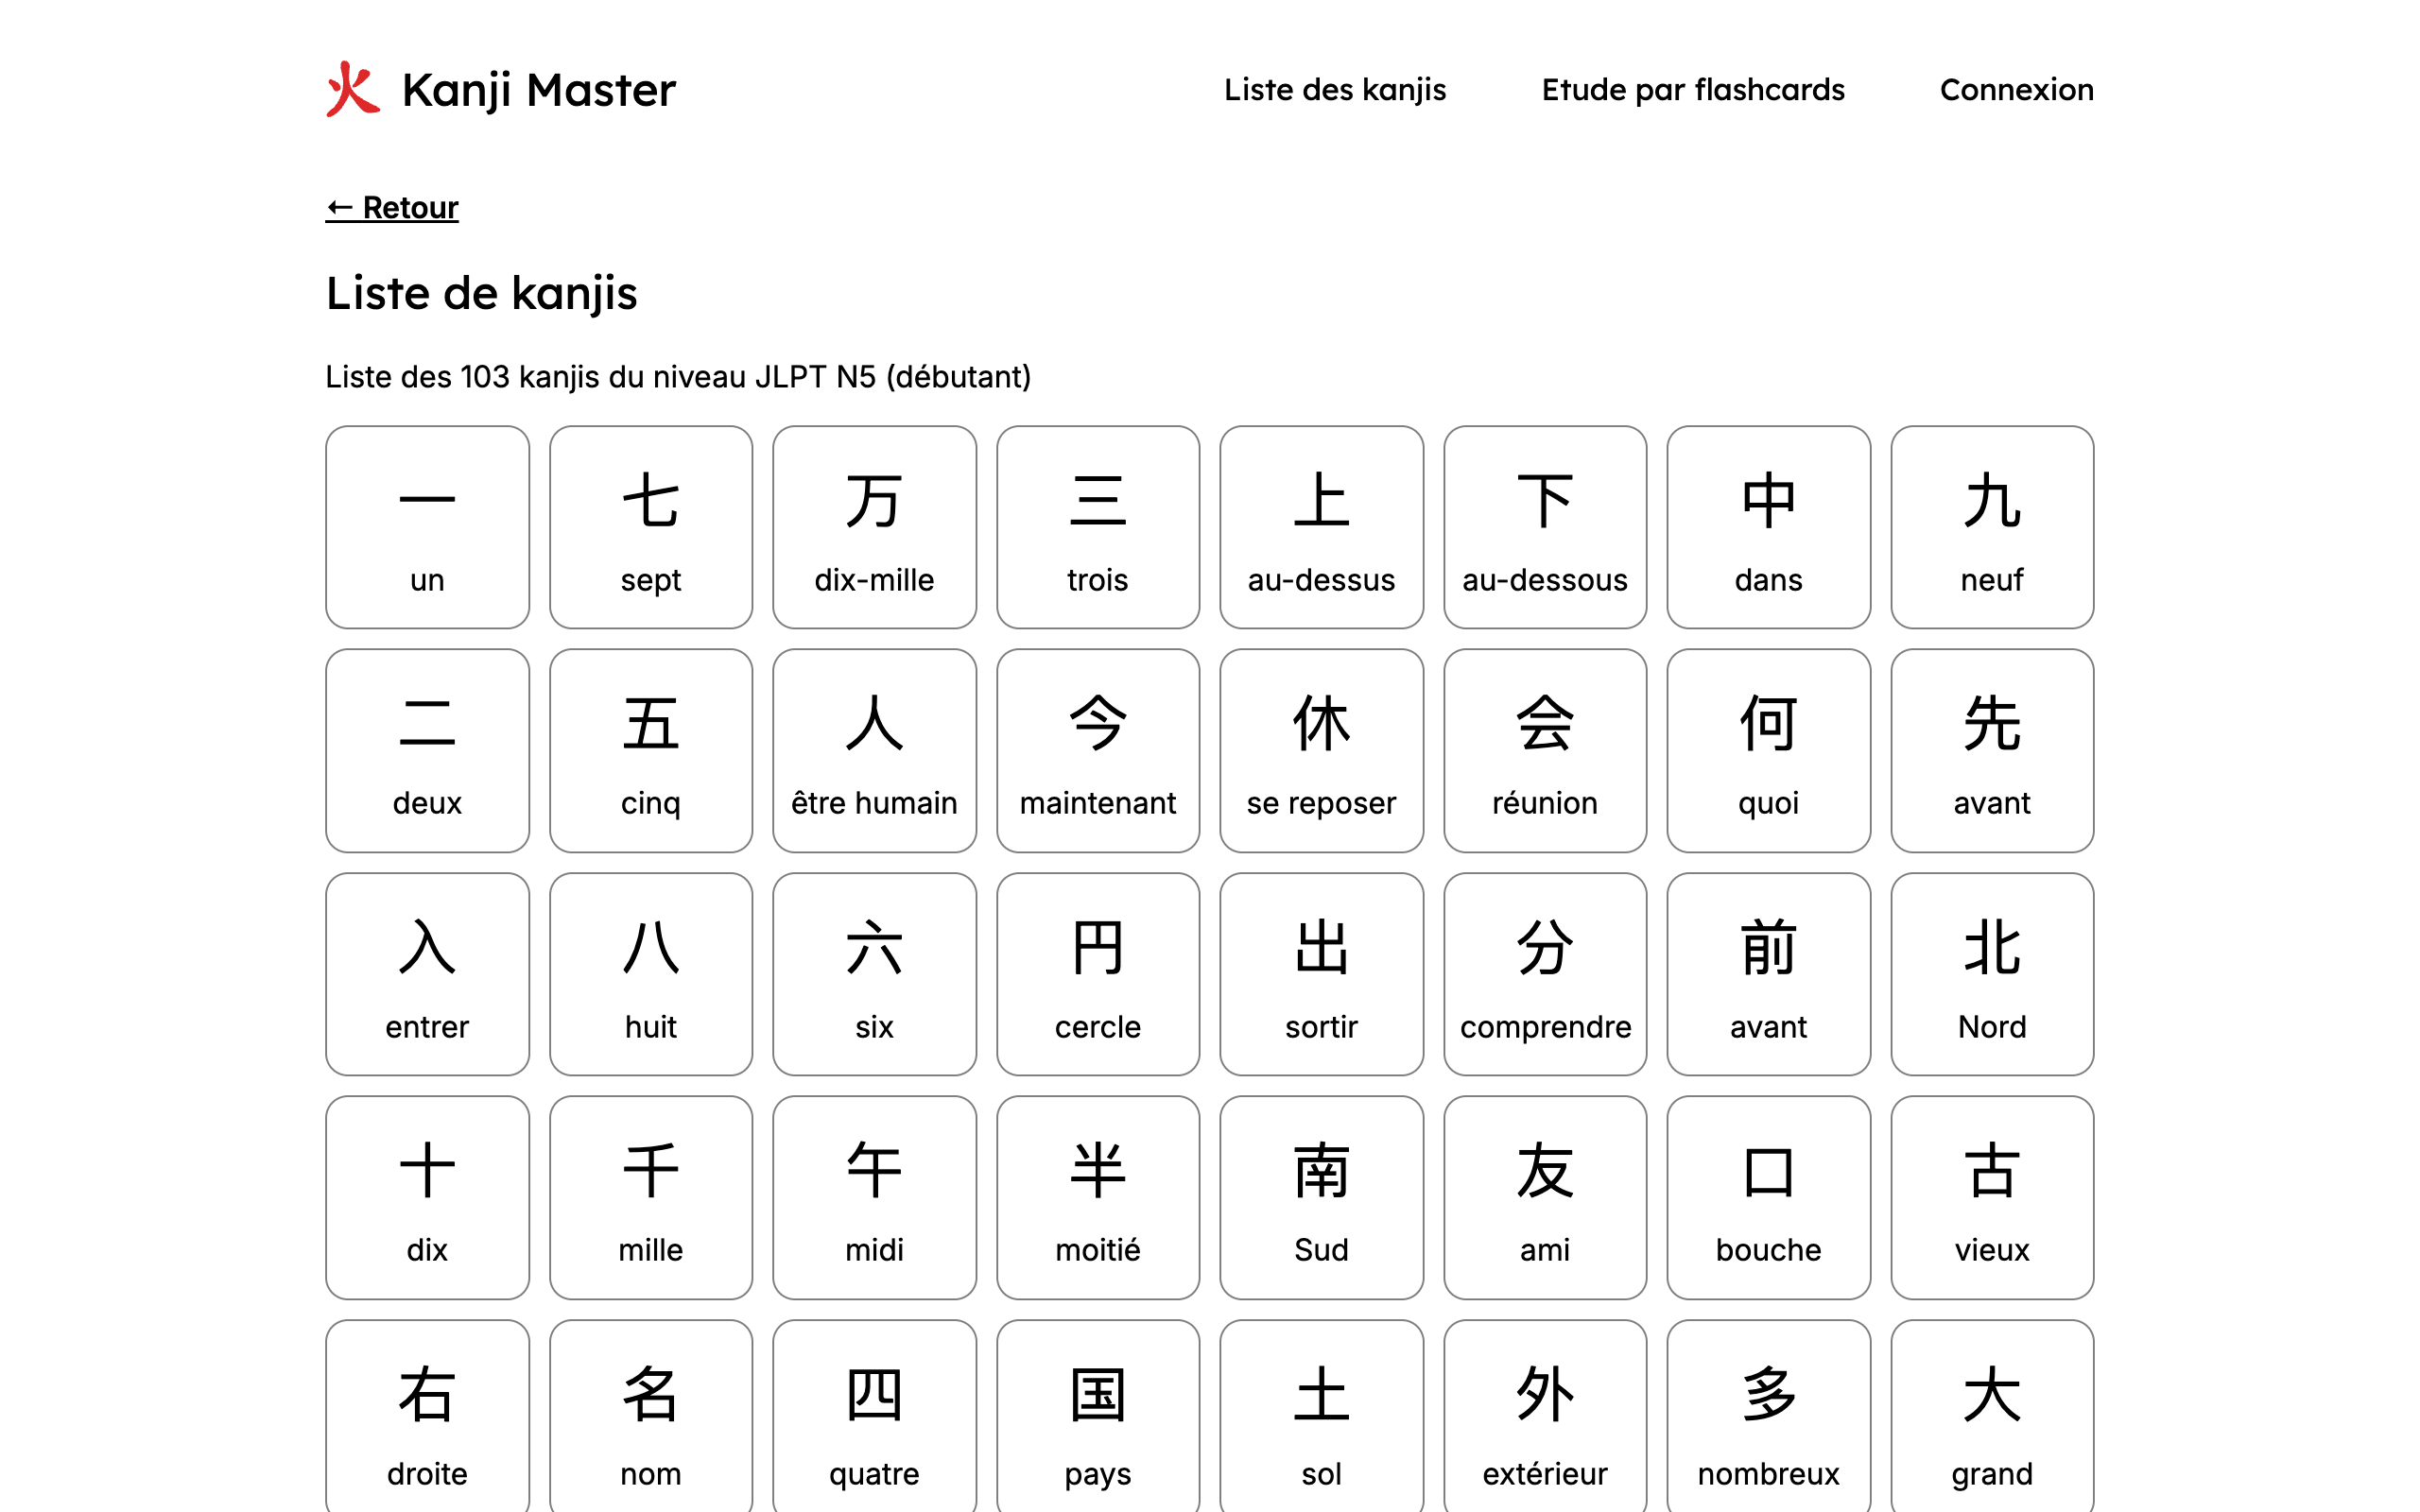 火 Kanji Master Liste des kanjis Etude par flashcards Connexion
← Retour
Liste de kanjis
Liste des 103 kanjis du niveau JLPT N5 (débutant)
一 七 万 三 上 下 中 九
un sept dix-mille trois au-dessus au-dessous dans neuf
二 五 人 今 休 会 何 先
deux cinq être humain maintenant se reposer réunion quoi avant
入 八 六 円 出 分 前 北
entrer huit six cercle sortir comprendre avant Nord
十 千 午 半 南 友 口 古
dix mille midi moitié Sud ami bouche vieux
右 名 四 国 土 外 多 大
droite nom quatre pays sol extérieur nombreux grand